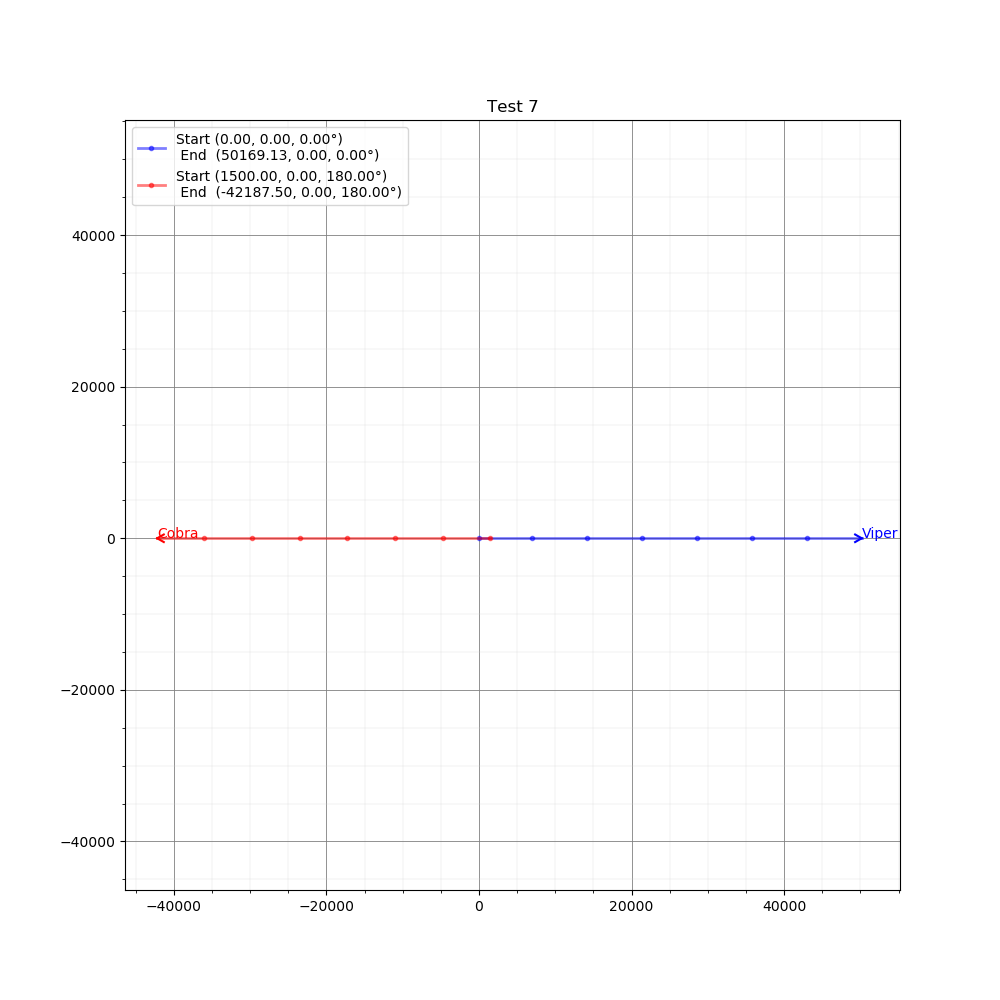 Test 7
Start (0.00, 0.00, 0.00°)
End  (50169.13, 0.00, 0.00°)
Start (1500.00, 0.00, 180.00°)
End  (-42187.50, 0.00, 180.00°)
40000
20000
0
−20000
−40000
Cobra
Viper
−40000
−20000
0
20000
40000